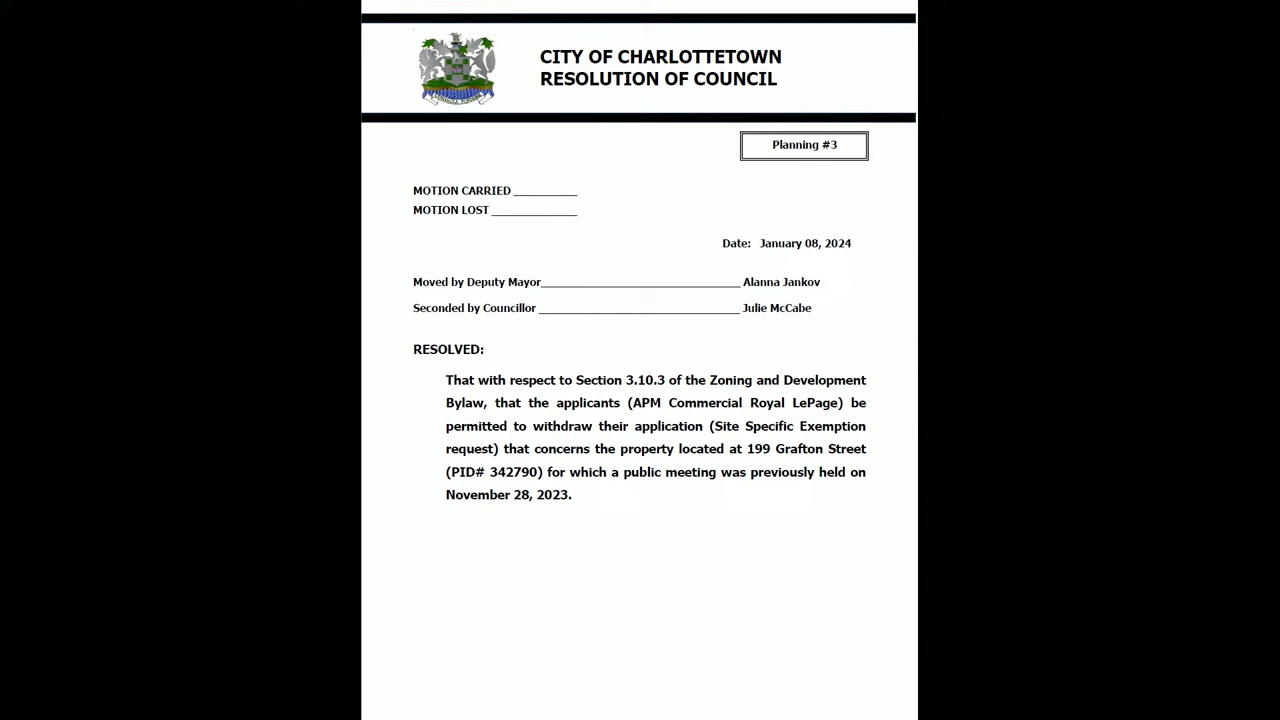 CITY OF CHARLOTTETOWN
RESOLUTION OF COUNCIL
Planning #3
MOTION CARRIED __________
MOTION LOST _____________
Date: January 08, 2024
Moved by Deputy Mayor_______________________________ Alanna Jankov
Seconded by Councillor _______________________________ Julie McCabe
RESOLVED:
That with respect to Section 3.10.3 of the Zoning and Development
Bylaw, that the applicants (APM Commercial Royal LePage) be
permitted to withdraw their application (Site Specific Exemption
request) that concerns the property located at 199 Grafton Street
(PID# 342790) for which a public meeting was previously held on
November 28, 2023.